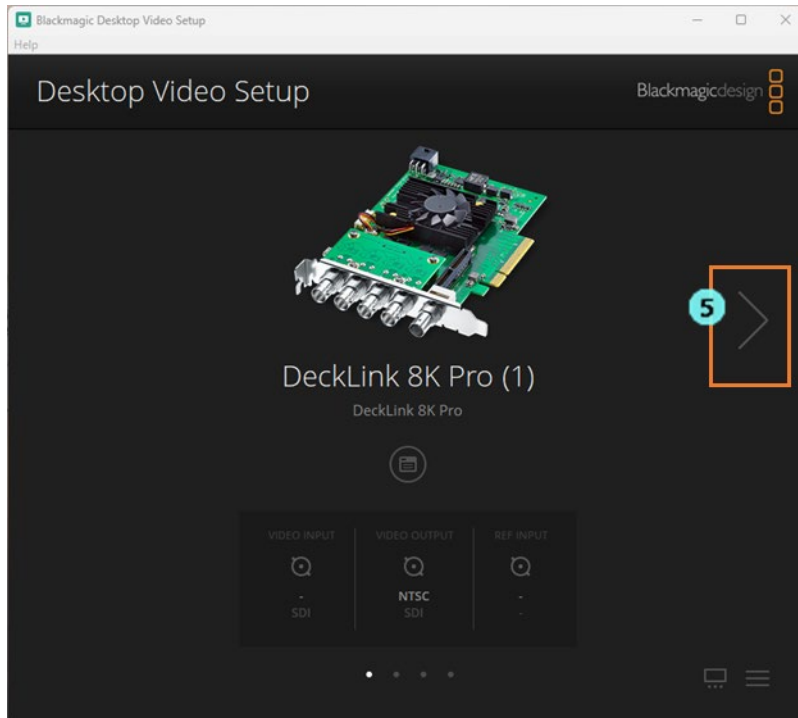 Blackmagic Desktop Video Setup
Help
Desktop Video Setup
Blackmagicdesign
5
DeckLink 8K Pro (1)
DeckLink 8K Pro
VIDEO INPUT VIDEO OUTPUT REF INPUT
- NTSC -
SDI SDI -